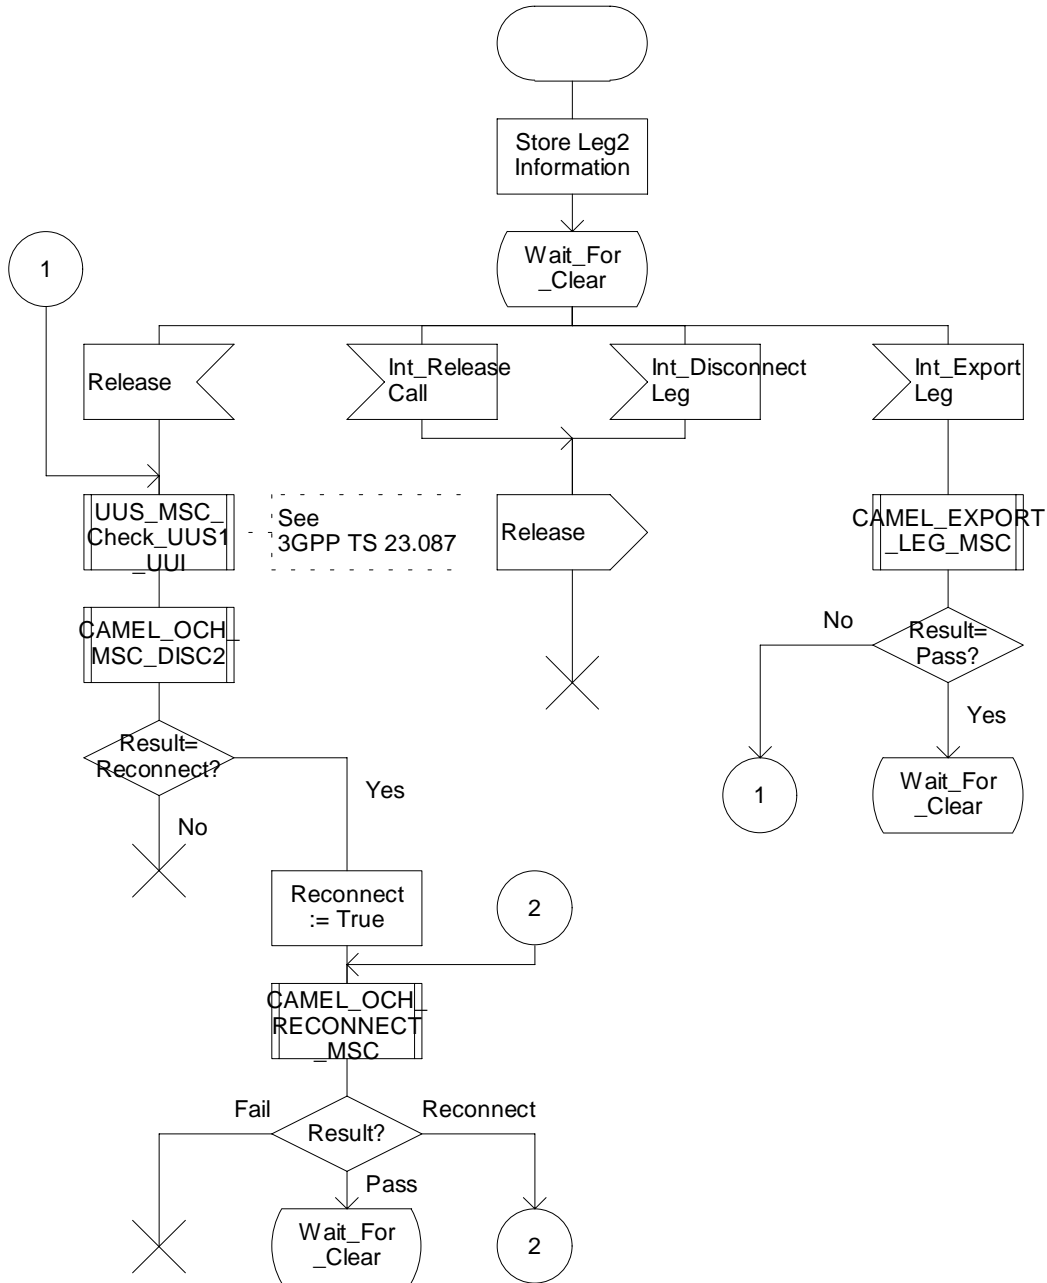 Store Leg2
Information
Wait_For
_Clear
1
Release
Int_Release
Call
Int_Disconnect
Leg
Int_Export
Leg
UUS_MSC_
Check_UUS1
_UUI
See
3GPP TS 23.087
Release
CAMEL_EXPORT
_LEG_MSC
CAMEL_OCH_
MSC_DISC2
No
Result=
Pass?
Yes
Result=
Reconnect?
Yes
No
1
Wait_For
_Clear
Reconnect
:= True
2
CAMEL_OCH_
RECONNECT
_MSC
Fail
Reconnect
Result?
Pass
Wait_For
_Clear
2